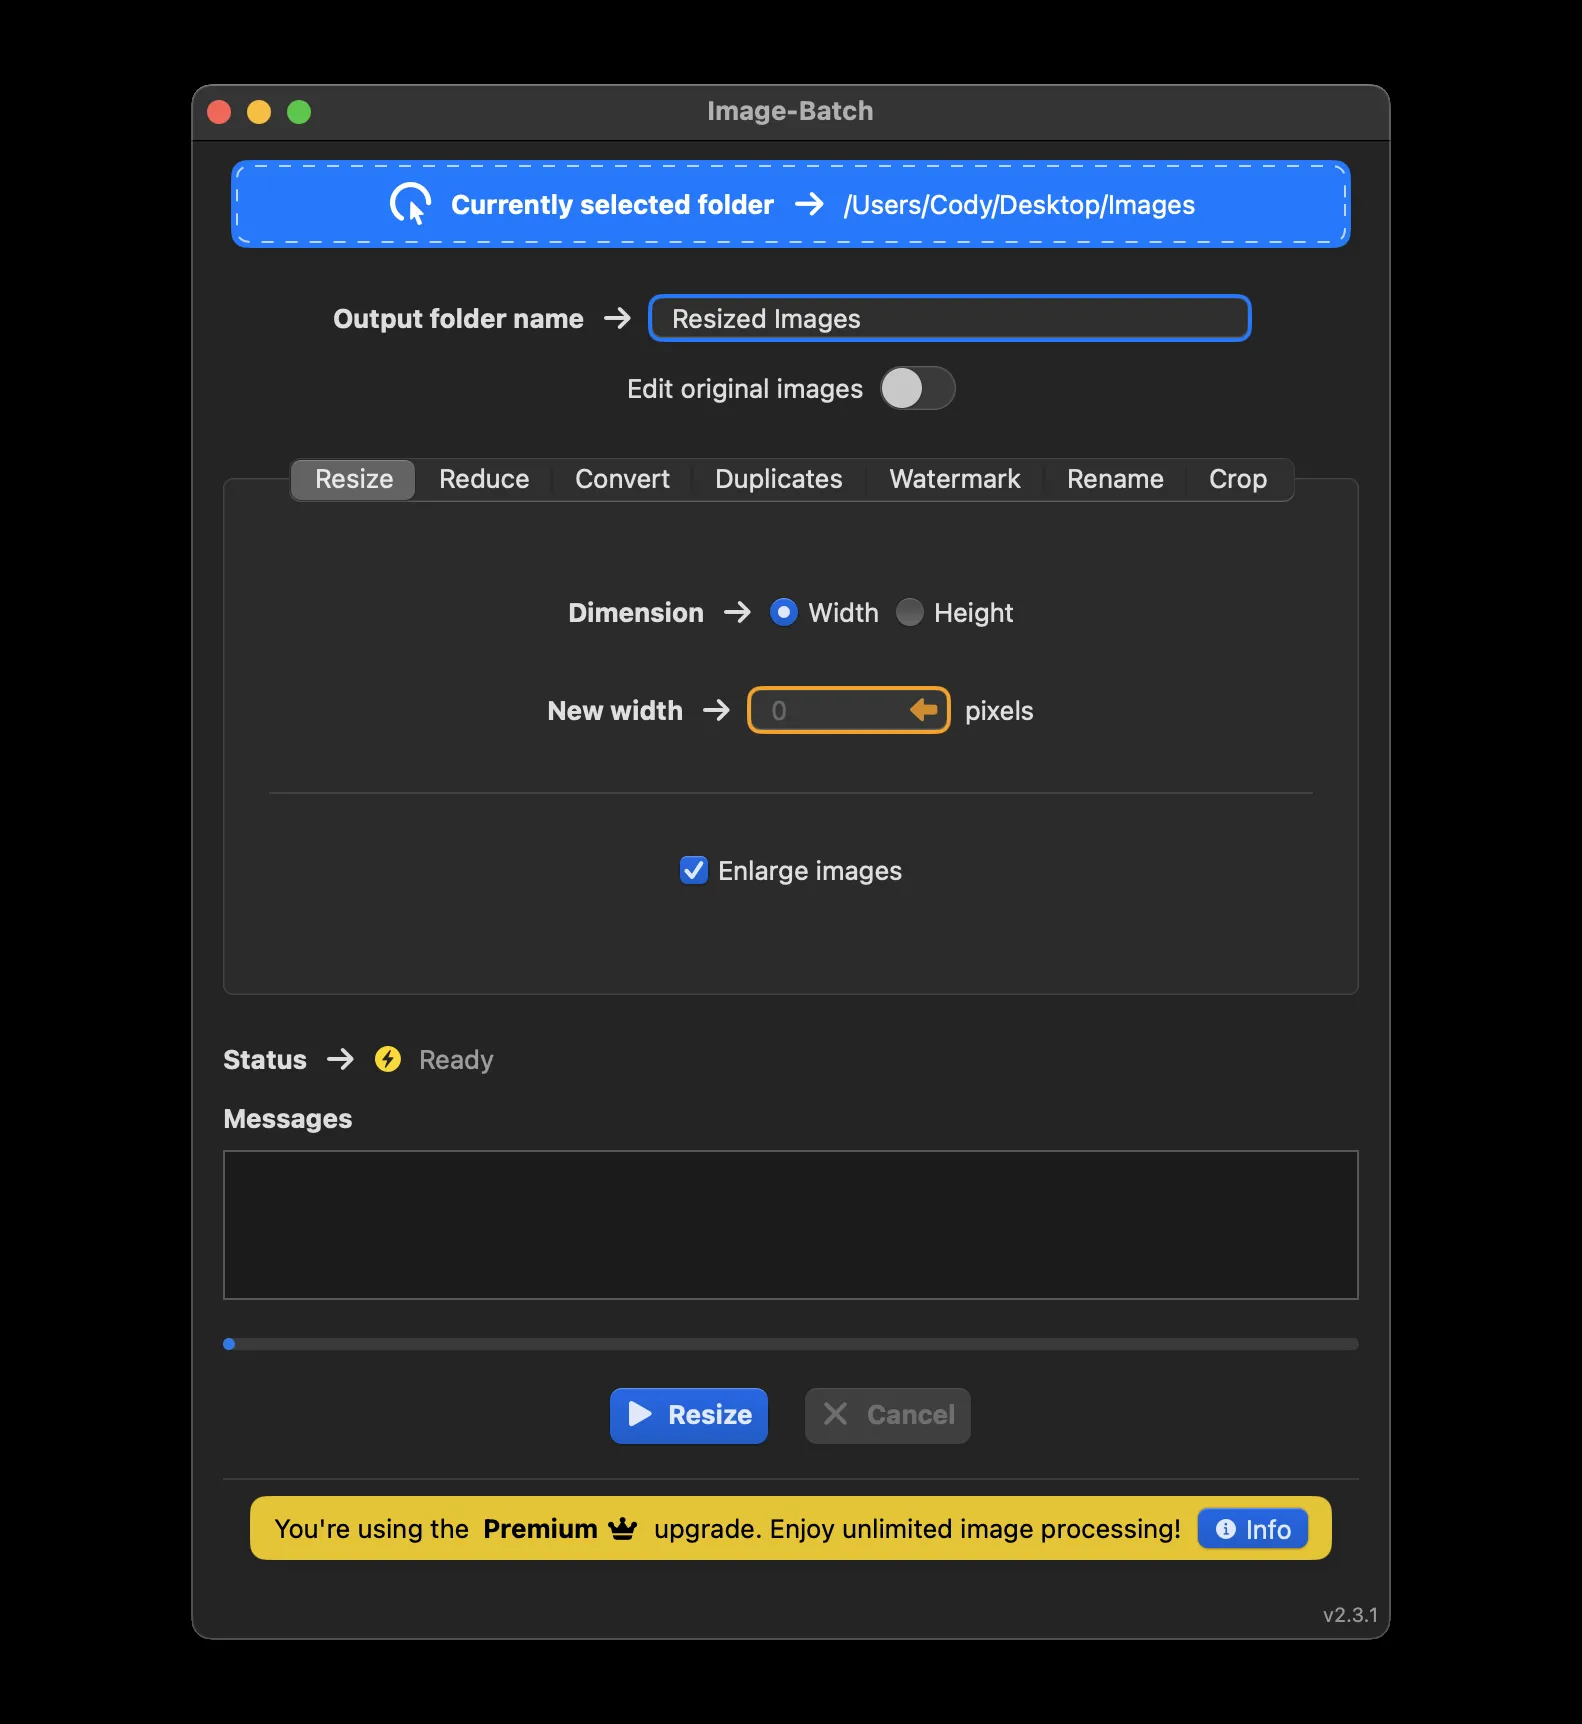 Image-Batch
Currently selected folder → /Users/Cody/Desktop/Images
Output folder name → Resized Images
Edit original images
Resize Reduce Convert Duplicates Watermark Rename Crop
Dimension → Width Height
New width → 0 pixels
Enlarge images
Status → Ready
Messages
Resize Cancel
You're using the Premium upgrade. Enjoy unlimited image processing! Info
v2.3.1